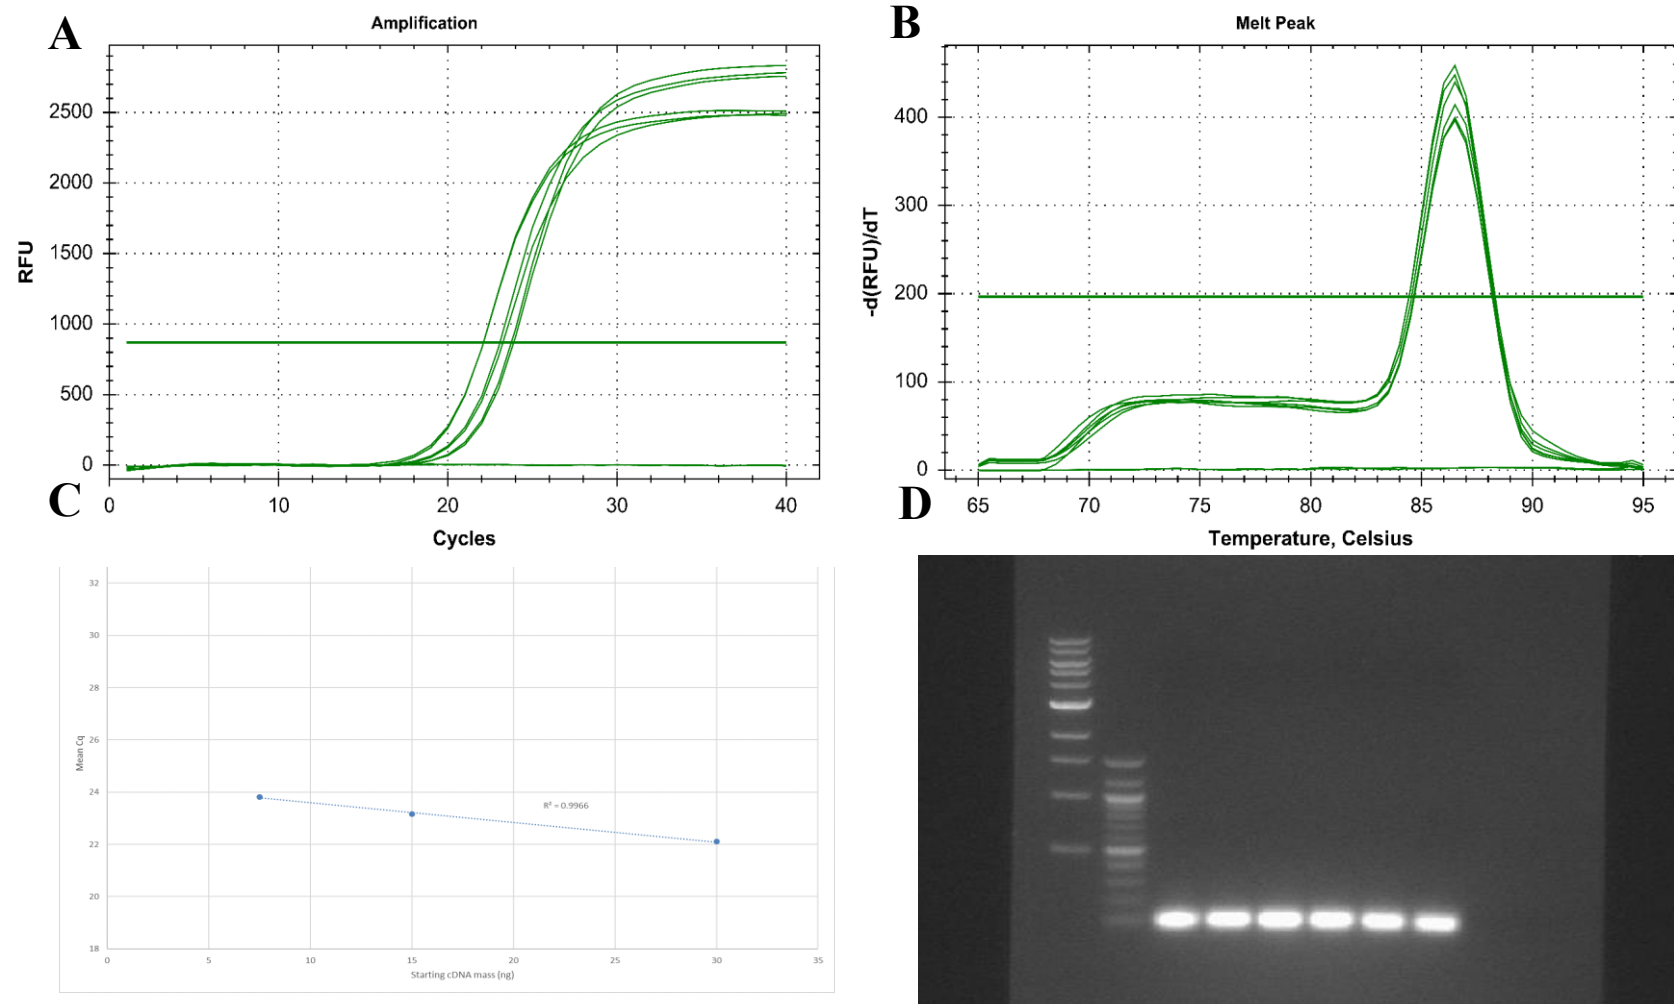 A
Amplification
RFU
2500
2000
1500
1000
500
0
0 10 20 30 40
Cycles
B
Melt Peak
-d(RFU)/dT
400
300
200
100
0
65 70 75 80 85 90 95
Temperature, Celsius
C
Mean Cq
32
30
28
26
24
22
20
18
R² = 0.9966
0 5 10 15 20 25 30 35
Starting cDNA mass (ng)
D